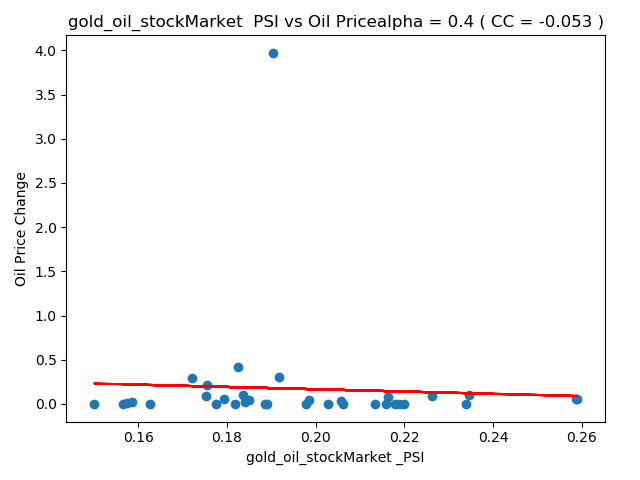 gold_oil_stockMarket  PSI vs Oil Pricealpha = 0.4 ( CC = -0.053 )
4.0
3.5
3.0
2.5
2.0
1.5
1.0
0.5
0.0
Oil Price Change
0.16 0.18 0.20 0.22 0.24 0.26
gold_oil_stockMarket _PSI